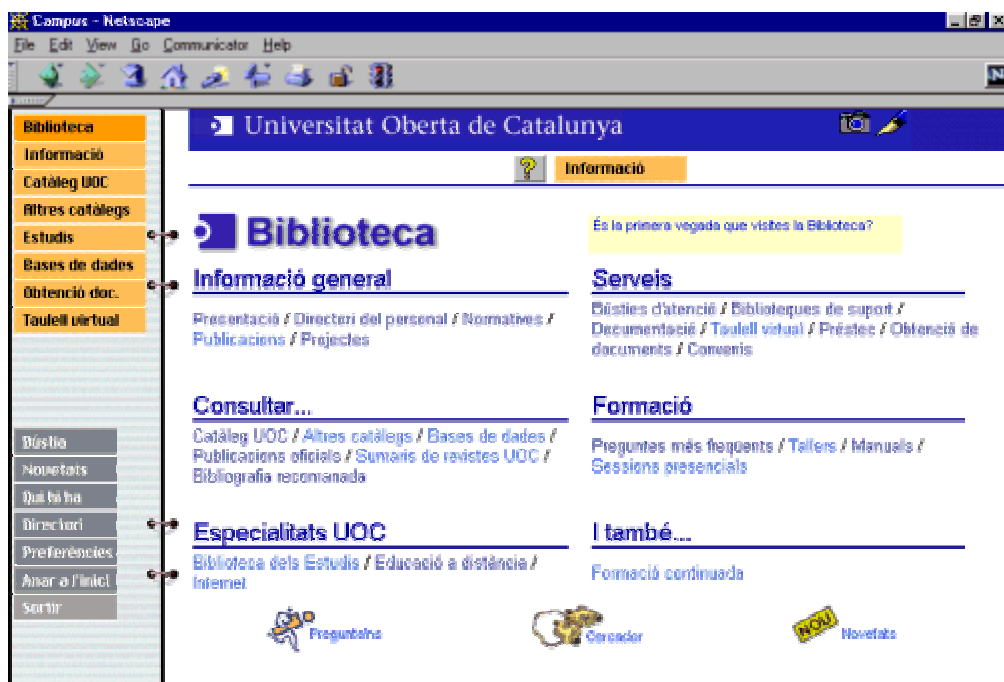 Campus - Netscape
File Edit View Go Communicator Help
N
Biblioteca
Informació
Catàleg UOC
Altres catàlegs
Estudis
Bases de dades
Obtenció doc.
Taulell virtual
Bústia
Novetats
Qui hi ha
Directori
Preferències
Anar a l'inici
Sortir
Universitat Oberta de Catalunya
? Informació
Biblioteca
És la primera vegada que visites la Biblioteca?
Informació general
Presentació / Directori del personal / Normatives /
Publicacions / Projectes
Serveis
Bústies d'atenció / Biblioteques de suport /
Documentació / Taulell virtual / Préstec / Obtenció de
documents / Convenis
Consultar...
Catàleg UOC / Altres catàlegs / Bases de dades /
Publicacions oficials / Sumaris de revistes UOC /
Bibliografia recomanada
Formació
Preguntes més freqüents / Tallers / Manuals /
Sessions presencials
Especialitats UOC
Biblioteca dels Estudis / Educació a distància /
Internet
I també...
Formació continuada
Pregunta'ns
Cercador
NOU
Novetats